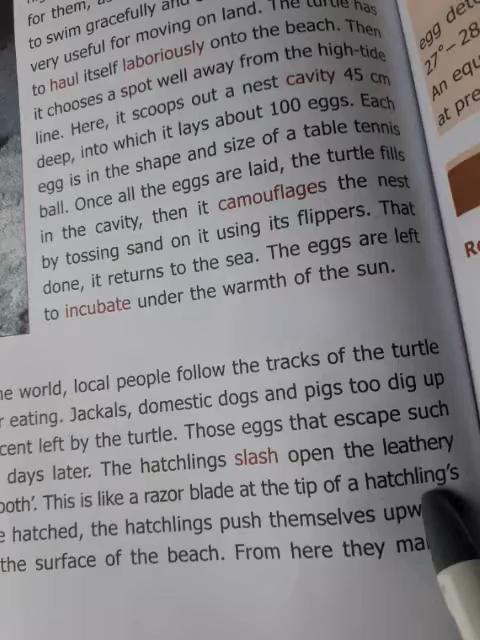 for them, as
to swim gracefully and
very useful for moving on land. The turtle has
to haul itself laboriously onto the beach. Then
it chooses a spot well away from the high-tide
line. Here, it scoops out a nest cavity 45 cm
deep, into which it lays about 100 eggs. Each
egg is in the shape and size of a table tennis
ball. Once all the eggs are laid, the turtle fills
in the cavity, then it camouflages the nest
by tossing sand on it using its flippers. That
done, it returns to the sea. The eggs are left
to incubate under the warmth of the sun.
world, local people follow the tracks of the turtle
eating. Jackals, domestic dogs and pigs too dig up
cent left by the turtle. Those eggs that escape such
days later. The hatchlings slash open the leathery
ooth'. This is like a razor blade at the tip of a hatchling's
hatched, the hatchlings push themselves upw
the surface of the beach. From here they
egg
27°–28
An equ
at pre
R